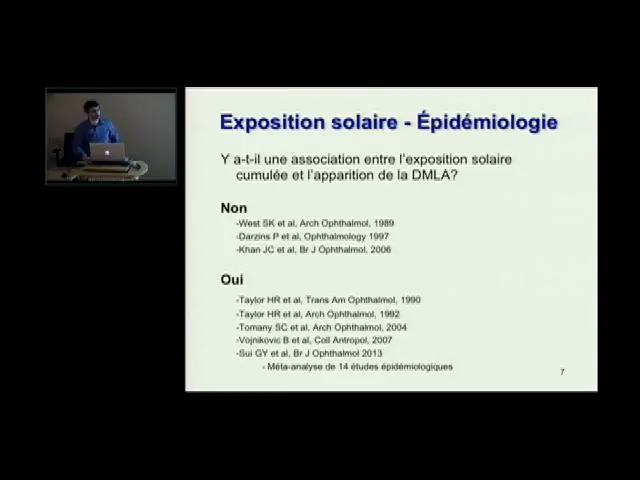 Exposition solaire - Épidémiologie
Y a-t-il une association entre l'exposition solaire
cumulée et l'apparition de la DMLA?
Non
-West SK et al, Arch Ophthalmol, 1989
-Darzins P et al, Ophthalmology 1997
-Khan JC et al, Br J Ophthalmol, 2006
Oui
-Taylor HR et al, Trans Am Ophthalmol, 1990
-Taylor HR et al, Arch Ophthalmol, 1992
-Tomany SC et al, Arch Ophthalmol, 2004
-Vojnikovic B et al, Coll Antropol, 2007
-Sui GY et al, Br J Ophthalmol 2013
- Méta-analyse de 14 études épidémiologiques
7